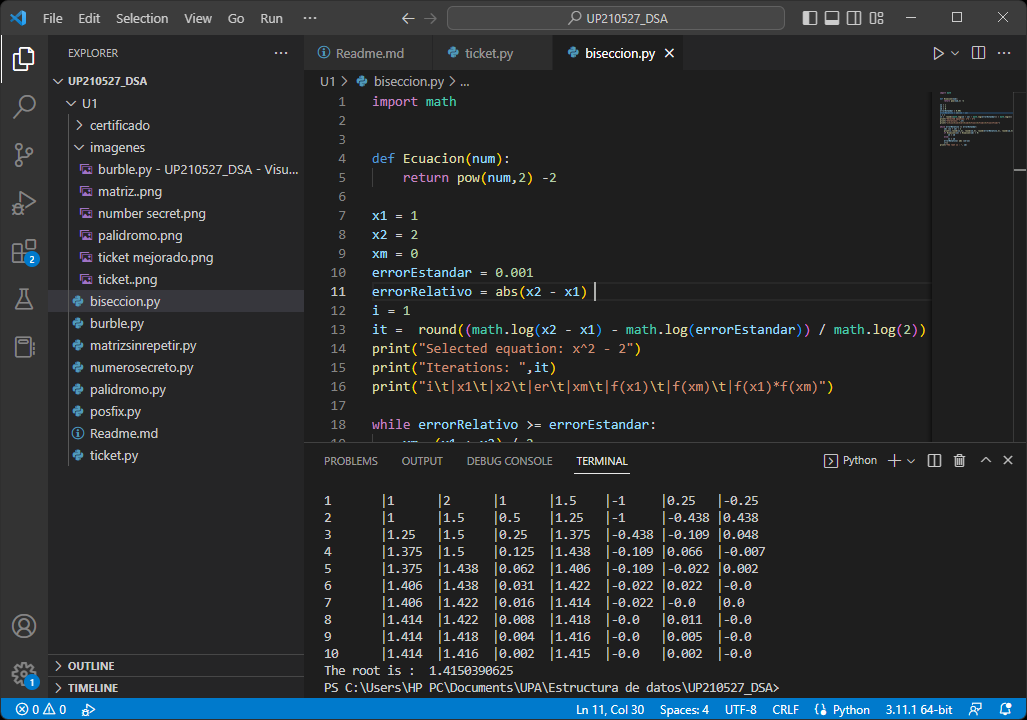 File Edit Selection View Go Run ··· UP210527_DSA
EXPLORER ···
UP210527_DSA
U1
certificado
imagenes
burble.py - UP210527_DSA - Visu...
matriz..png
number secret.png
palidromo.png
ticket mejorado.png
ticket..png
biseccion.py
burble.py
matrizsinrepetir.py
numerosecreto.py
palidromo.py
posfix.py
Readme.md
ticket.py
OUTLINE
TIMELINE
2
1
Readme.md ticket.py biseccion.py
U1 > biseccion.py > ...
1 import math
2
3
4 def Ecuacion(num):
5 return pow(num,2) -2
6
7 x1 = 1
8 x2 = 2
9 xm = 0
10 errorEstandar = 0.001
11 errorRelativo = abs(x2 - x1)
12 i = 1
13 it =  round((math.log(x2 - x1) - math.log(errorEstandar)) / math.log(2))
14 print("Selected equation: x^2 - 2")
15 print("Iterations: ",it)
16 print("i\t|x1\t|x2\t|er\t|xm\t|f(x1)\t|f(xm)\t|f(x1)*f(xm)")
17
18 while errorRelativo >= errorEstandar:
PROBLEMS OUTPUT DEBUG CONSOLE TERMINAL Python
1 |1 |2 |1 |1.5 |-1 |0.25 |-0.25
2 |1 |1.5 |0.5 |1.25 |-1 |-0.438 |0.438
3 |1.25 |1.5 |0.25 |1.375 |-0.438 |-0.109 |0.048
4 |1.375 |1.5 |0.125 |1.438 |-0.109 |0.066 |-0.007
5 |1.375 |1.438 |0.062 |1.406 |-0.109 |-0.022 |0.002
6 |1.406 |1.438 |0.031 |1.422 |-0.022 |0.022 |-0.0
7 |1.406 |1.422 |0.016 |1.414 |-0.022 |-0.0 |0.0
8 |1.414 |1.422 |0.008 |1.418 |-0.0 |0.011 |-0.0
9 |1.414 |1.418 |0.004 |1.416 |-0.0 |0.005 |-0.0
10 |1.414 |1.416 |0.002 |1.415 |-0.0 |0.002 |-0.0
The root is :  1.4150390625
PS C:\Users\HP PC\Documents\UPA\Estructura de datos\UP210527_DSA>
0 0 Ln 11, Col 30 Spaces: 4 UTF-8 CRLF Python 3.11.1 64-bit